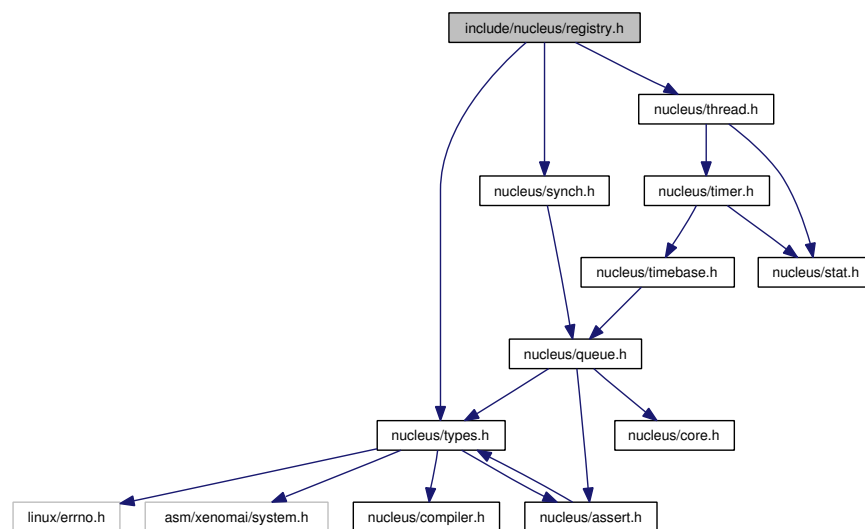 include/nucleus/registry.h
nucleus/thread.h
nucleus/synch.h
nucleus/timer.h
nucleus/timebase.h
nucleus/stat.h
nucleus/queue.h
nucleus/types.h
nucleus/core.h
linux/errno.h
asm/xenomai/system.h
nucleus/compiler.h
nucleus/assert.h